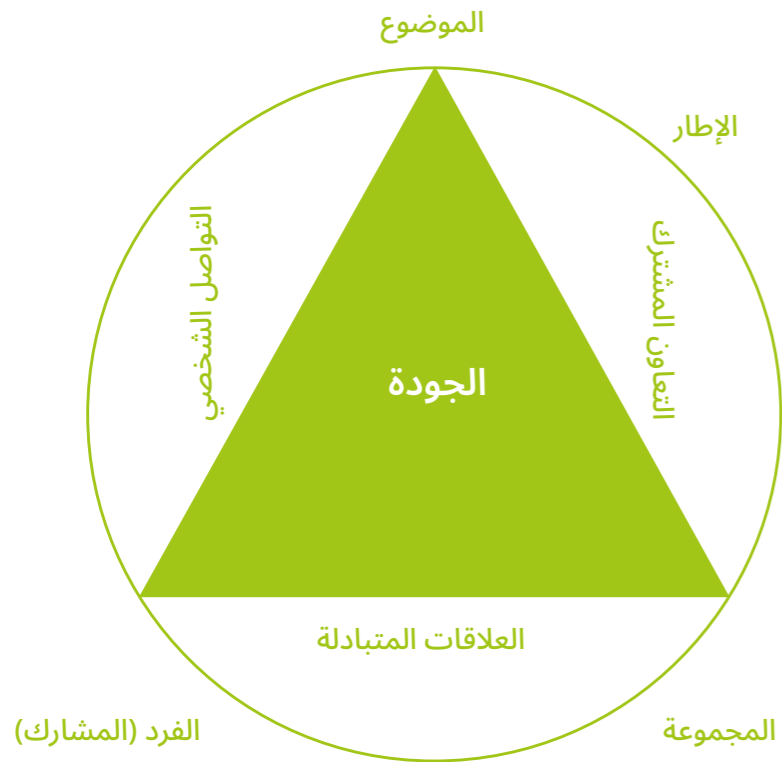 الموضوع
الإطار
التواصل الشخصي
التعاون المشترك
الجودة
العلاقات المتبادلة
المجموعة
الفرد (المشارك)